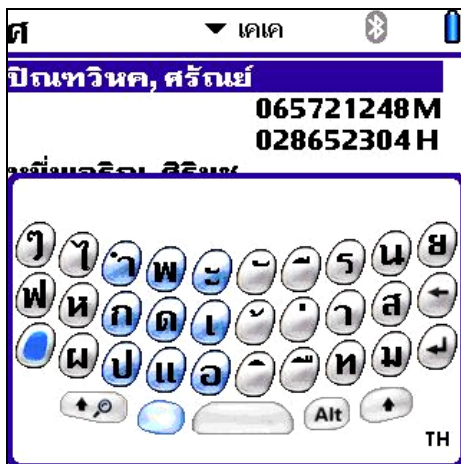 ศ เคเค
ปิณฑวิหค, ศรัณย์
065721248 M
028652304 H
ๆ ไ ำ พ ะ ั ี ร น ย
ฟ ห ก ด เ ้ ่ า ส
ผ ป แ อ ิ ื ท ม
Alt
TH